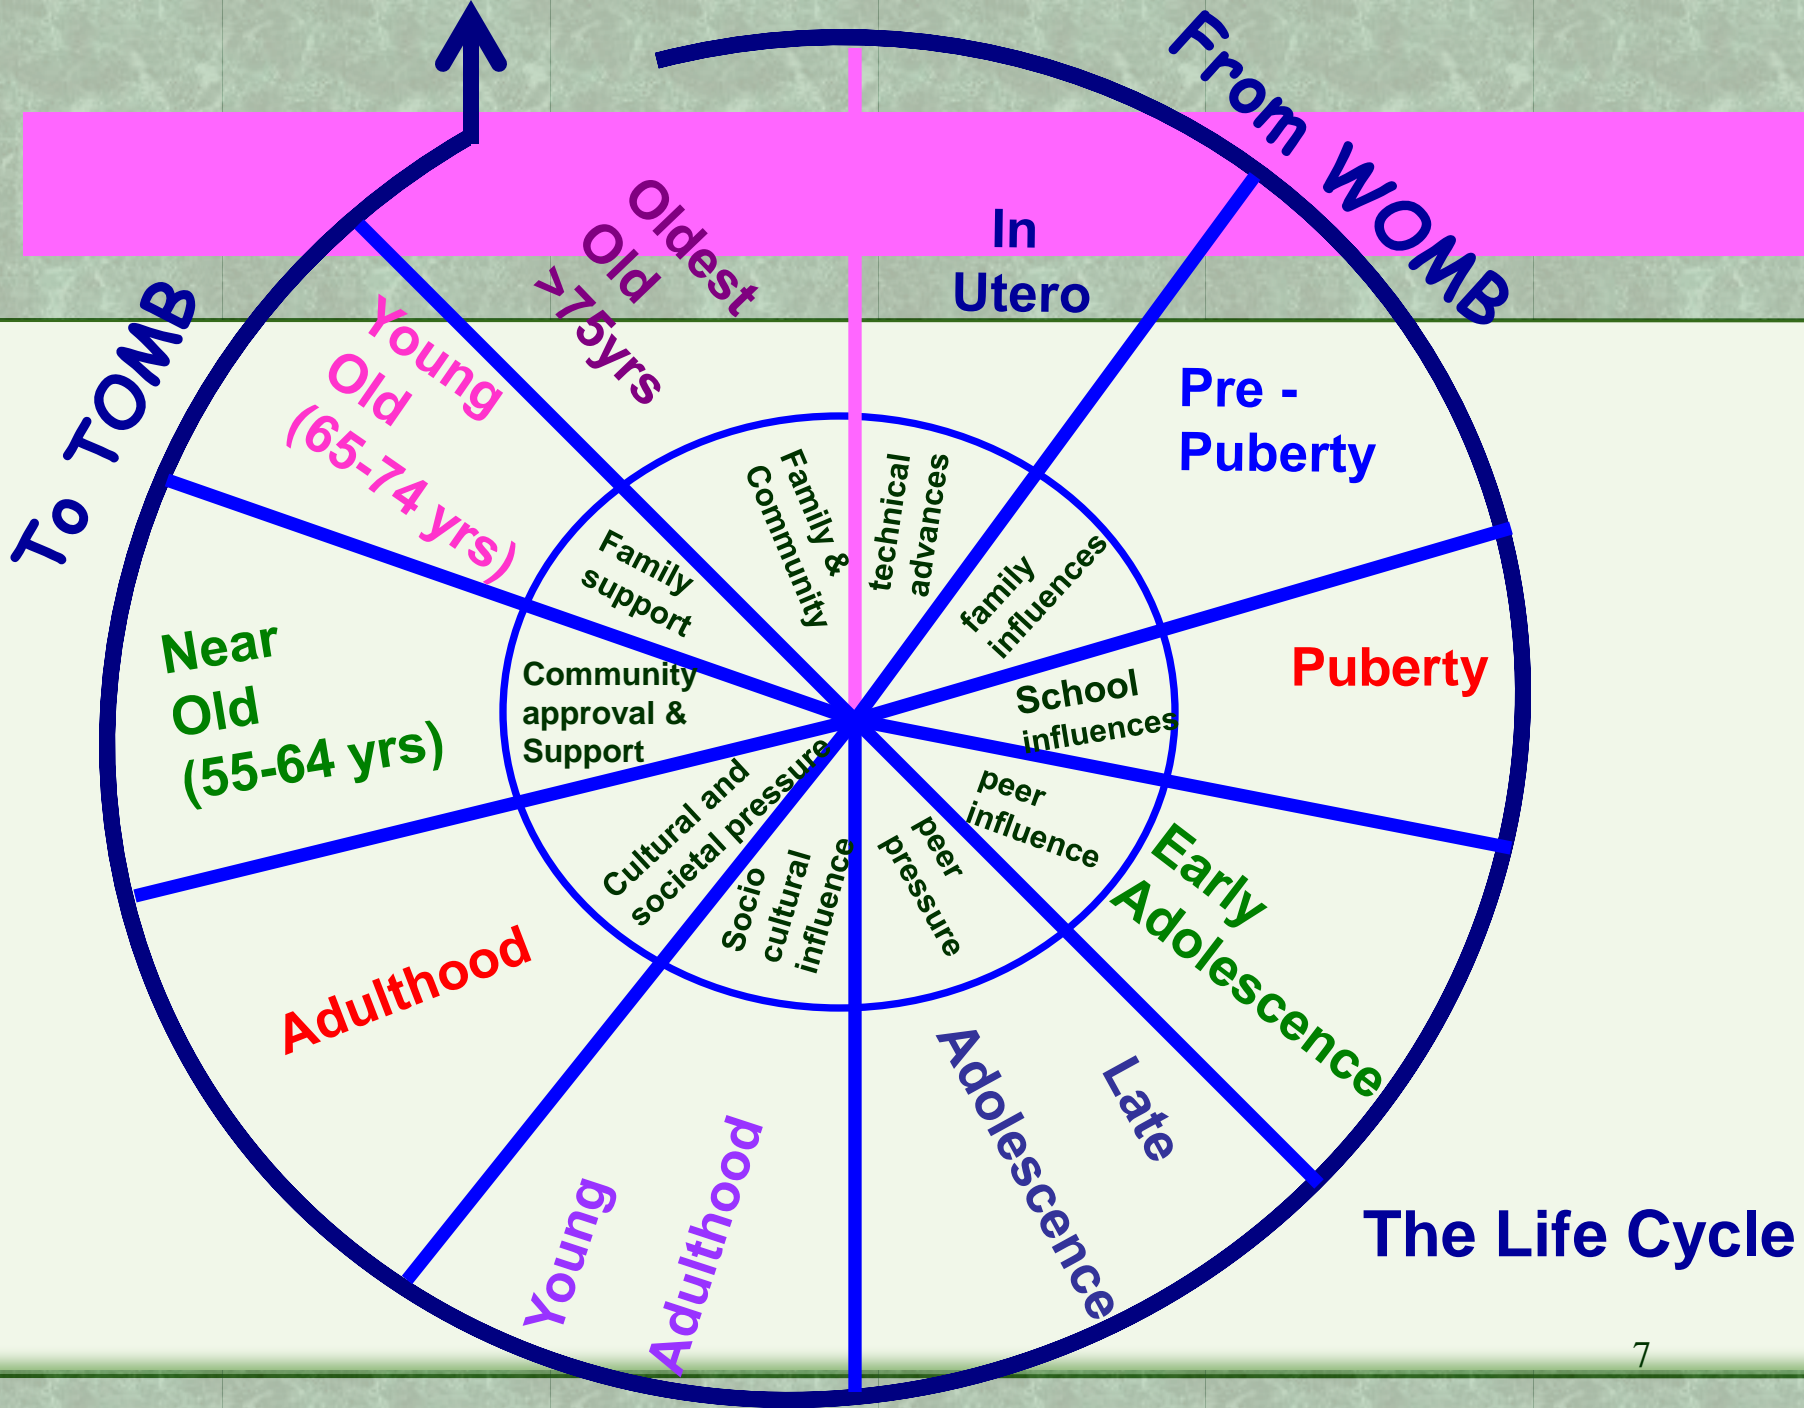 From WOMB
In
Utero
technical
advances
Pre -
Puberty
family
influences
Puberty
School
influences
Early
Adolescence
peer
influence
Late
Adolescence
peer
pressure
Young
Adulthood
Socio
cultural
influence
Adulthood
Cultural and
societal pressure
Near
Old
(55-64 yrs)
Community
approval &
Support
Young
Old
(65-74 yrs)
Family
support
Oldest
Old
>75yrs
Family &
Community
To TOMB
The Life Cycle
7